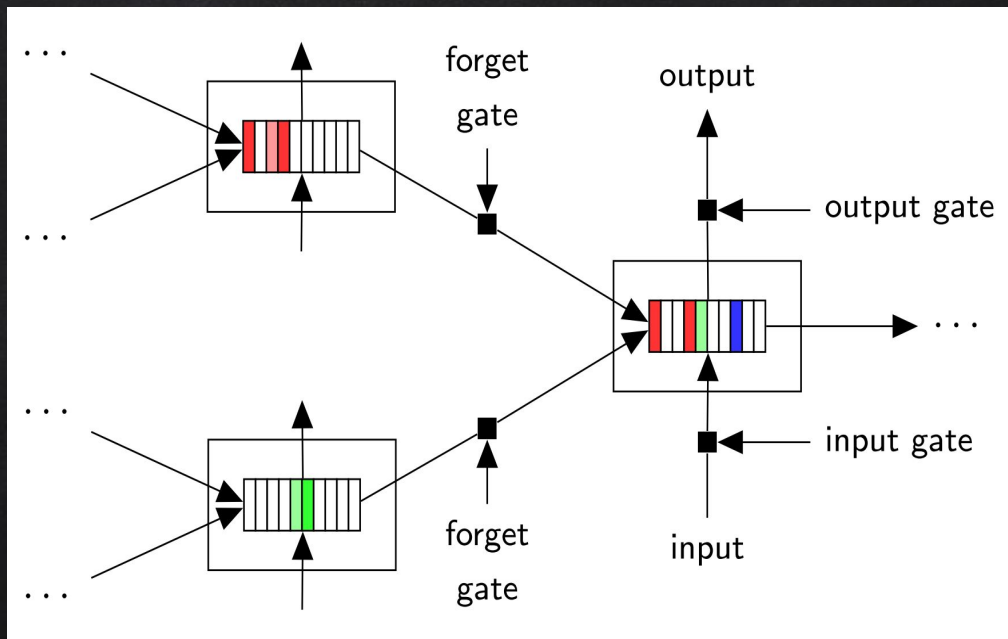 ...
forget
gate
output
...
output gate
...
...
input gate
forget
gate
input
...